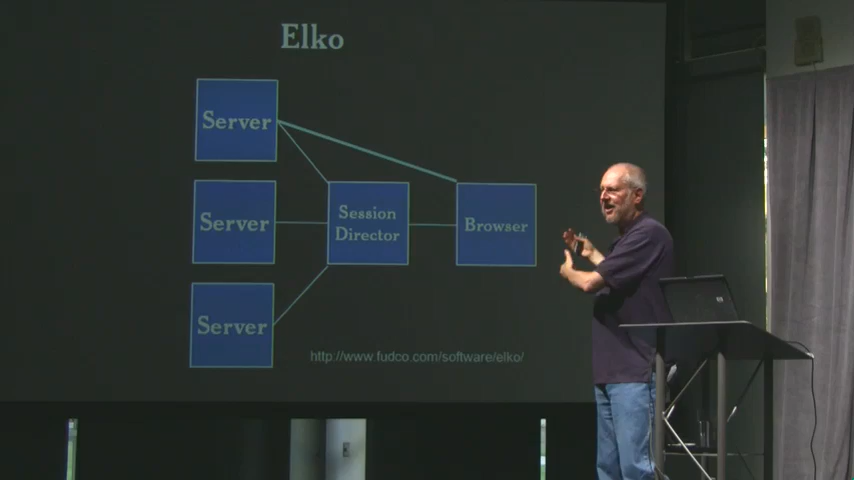 Elko
Server
Server
Session
Director
Browser
Server
http://www.fudco.com/software/elko/